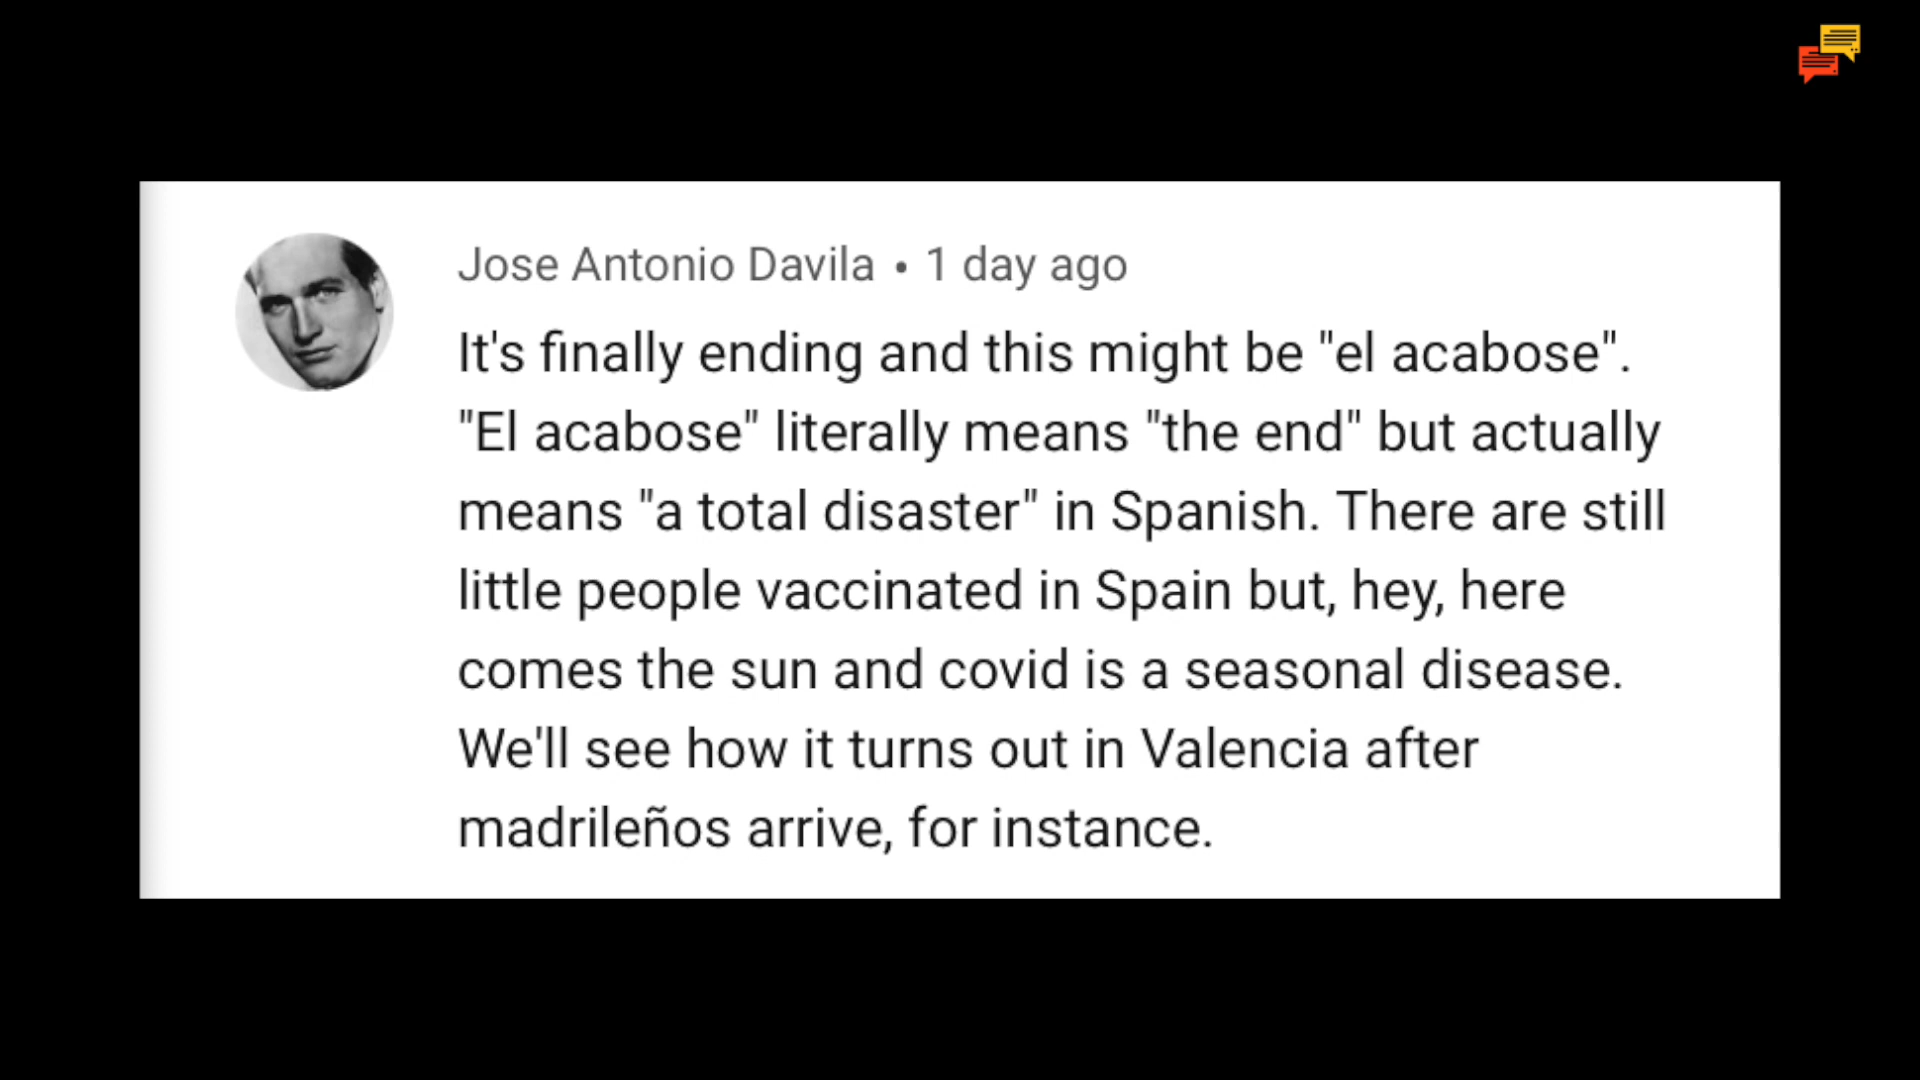 Jose Antonio Davila • 1 day ago
It's finally ending and this might be "el acabose".
"El acabose" literally means "the end" but actually
means "a total disaster" in Spanish. There are still
little people vaccinated in Spain but, hey, here
comes the sun and covid is a seasonal disease.
We'll see how it turns out in Valencia after
madrileños arrive, for instance.